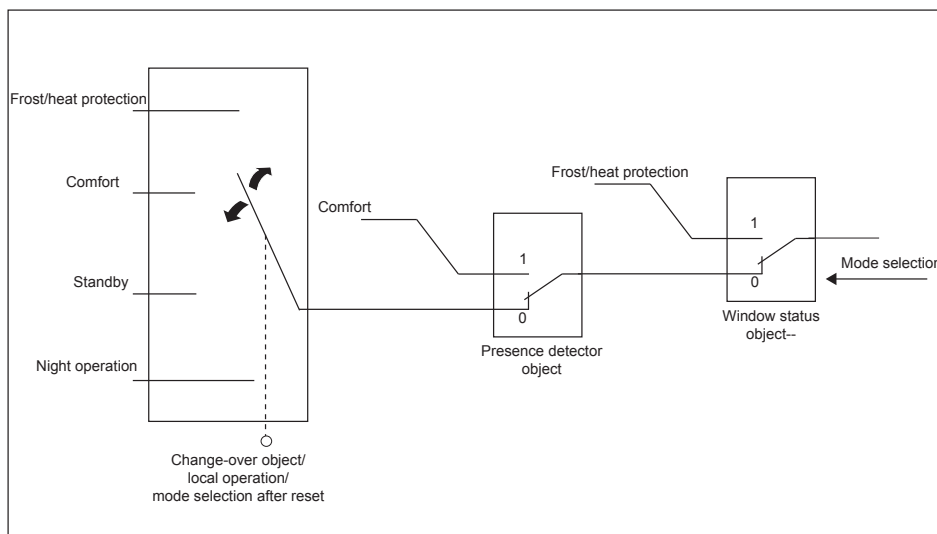 Frost/heat protection
Comfort
Standby
Night operation
Change-over object/
local operation/
mode selection after reset
Comfort
1
0
Presence detector
object
Frost/heat protection
1
0
Window status
object--
Mode selection